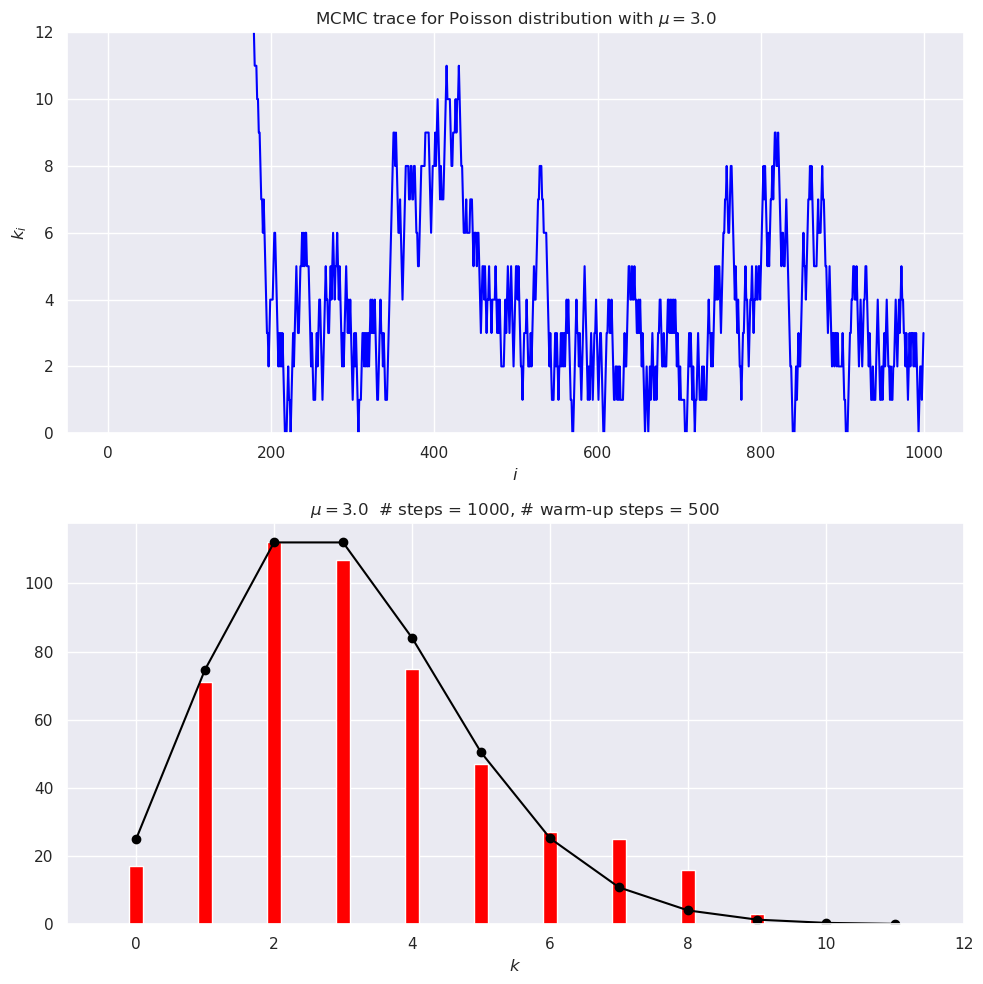 MCMC trace for Poisson distribution with μ = 3.0
12
10
8
6
4
2
0
k_i
0 200 400 600 800 1000
i
μ = 3.0 # steps = 1000, # warm-up steps = 500
100
80
60
40
20
0
0 2 4 6 8 10 12
k